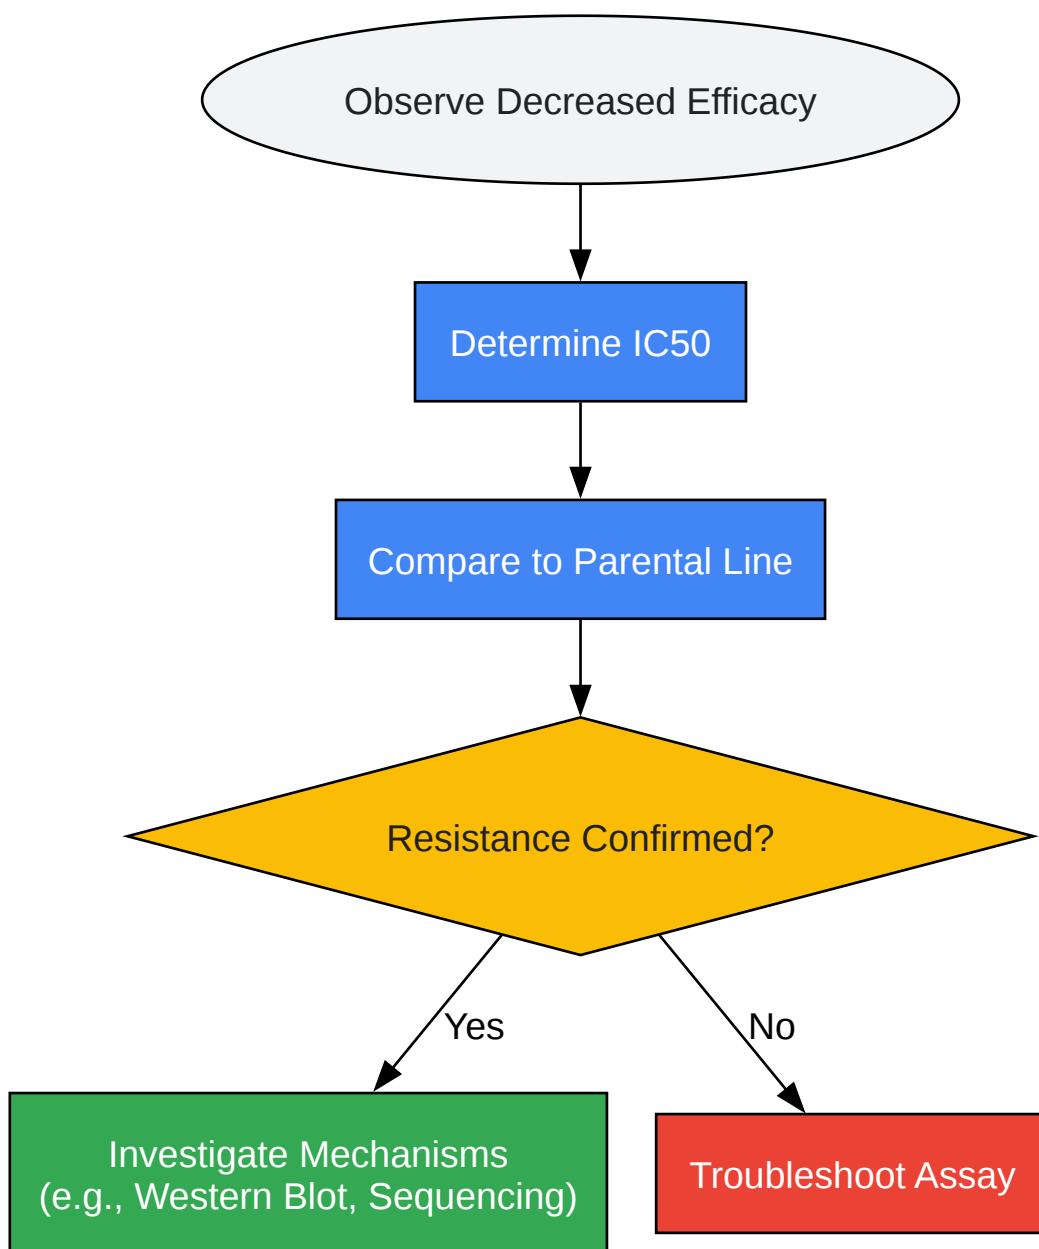 Observe Decreased Efficacy
Determine IC50
Compare to Parental Line
Resistance Confirmed?
Yes
No
Investigate Mechanisms
(e.g., Western Blot, Sequencing)
Troubleshoot Assay